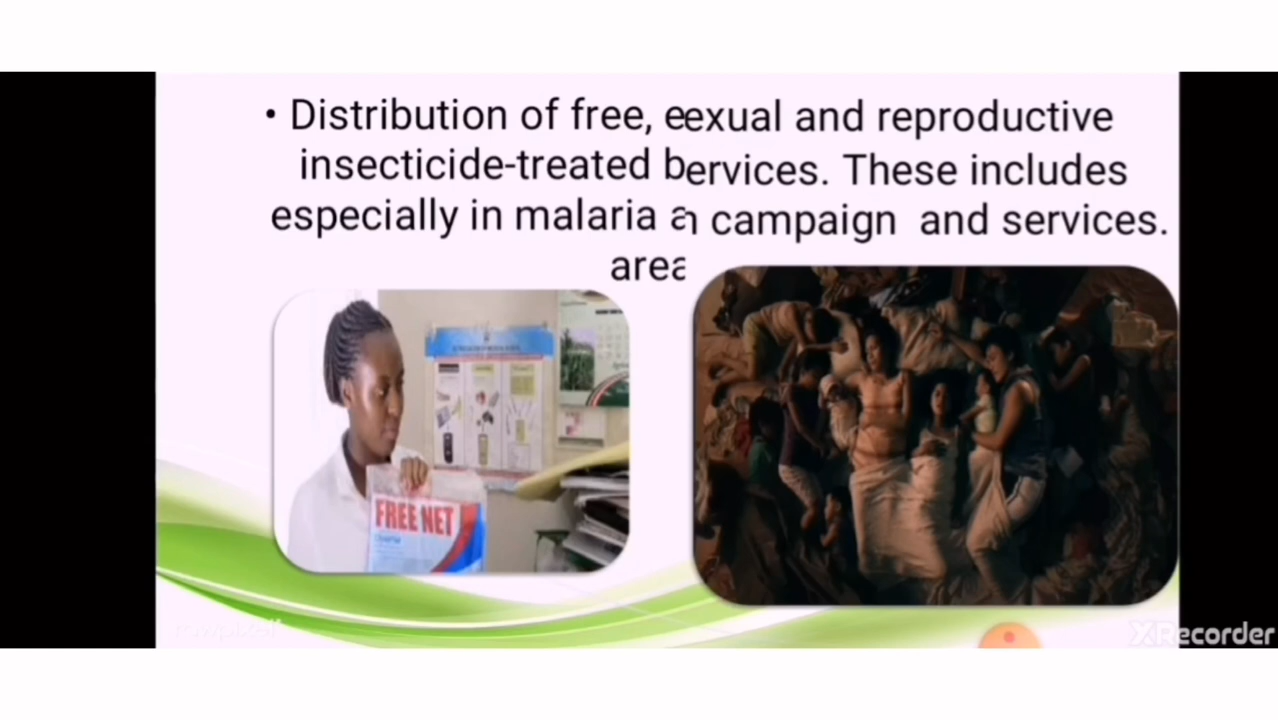 • Distribution of free, eexual and reproductive
insecticide-treated bervices. These includes
especially in malaria a campaign and services.
area
FREE NET
XRecorder